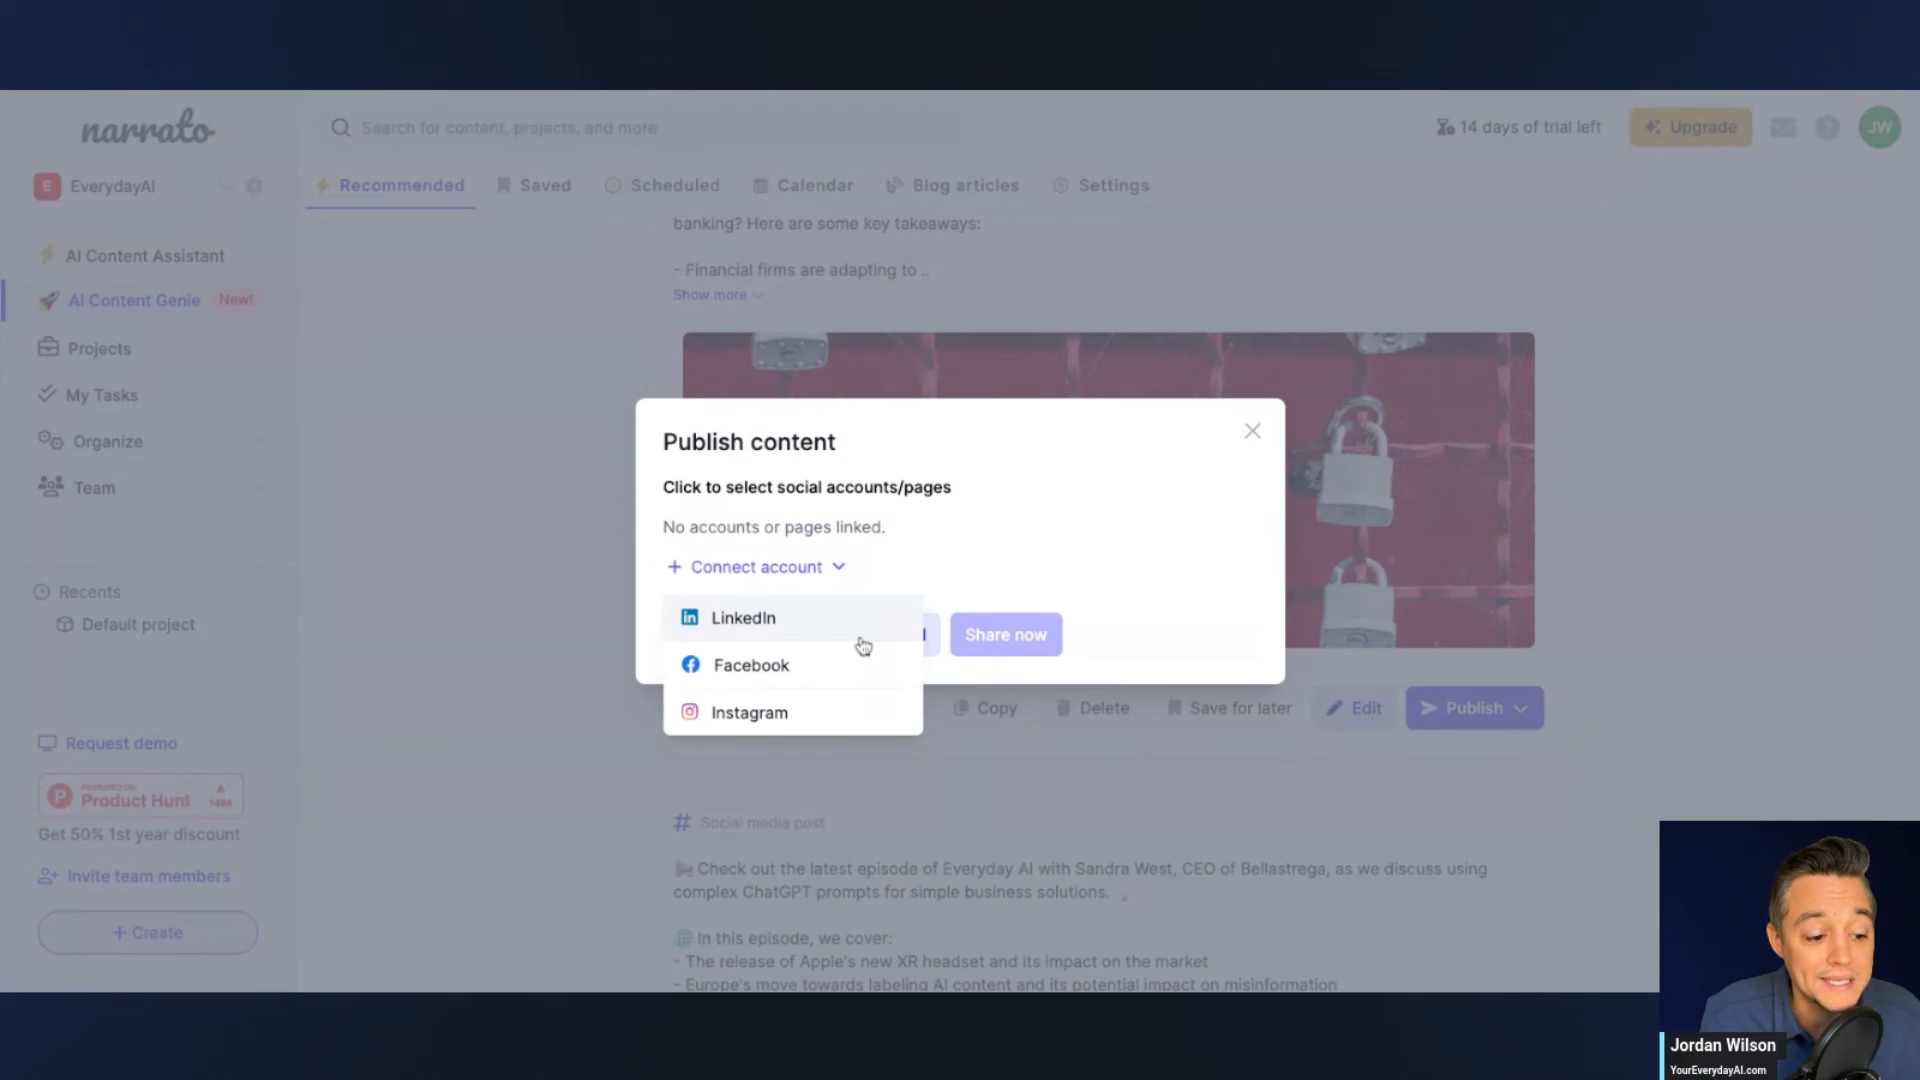 narrato
Search for content, projects, and more
14 days of trial left
Upgrade
?
JW
E
EverydayAI
Recommended
Saved
Scheduled
Calendar
Blog articles
Settings
AI Content Assistant
AI Content Genie
New!
Projects
My Tasks
Organize
Team
Recents
Default project
Request demo
P
FEATURED ON
Product Hunt
1484
Get 50% 1st year discount
Invite team members
+ Create
banking? Here are some key takeaways:
- Financial firms are adapting to ..
Show more
Publish content
Click to select social accounts/pages
No accounts or pages linked.
+ Connect account
in LinkedIn
Facebook
Instagram
Share now
Copy
Delete
Save for later
Edit
Publish
# Social media post
Check out the latest episode of Everyday AI with Sandra West, CEO of Bellastrega, as we discuss using
complex ChatGPT prompts for simple business solutions.
In this episode, we cover:
- The release of Apple's new XR headset and its impact on the market
- Europe's move towards labeling AI content and its potential impact on misinformation
Jordan Wilson
YourEverydayAI.com